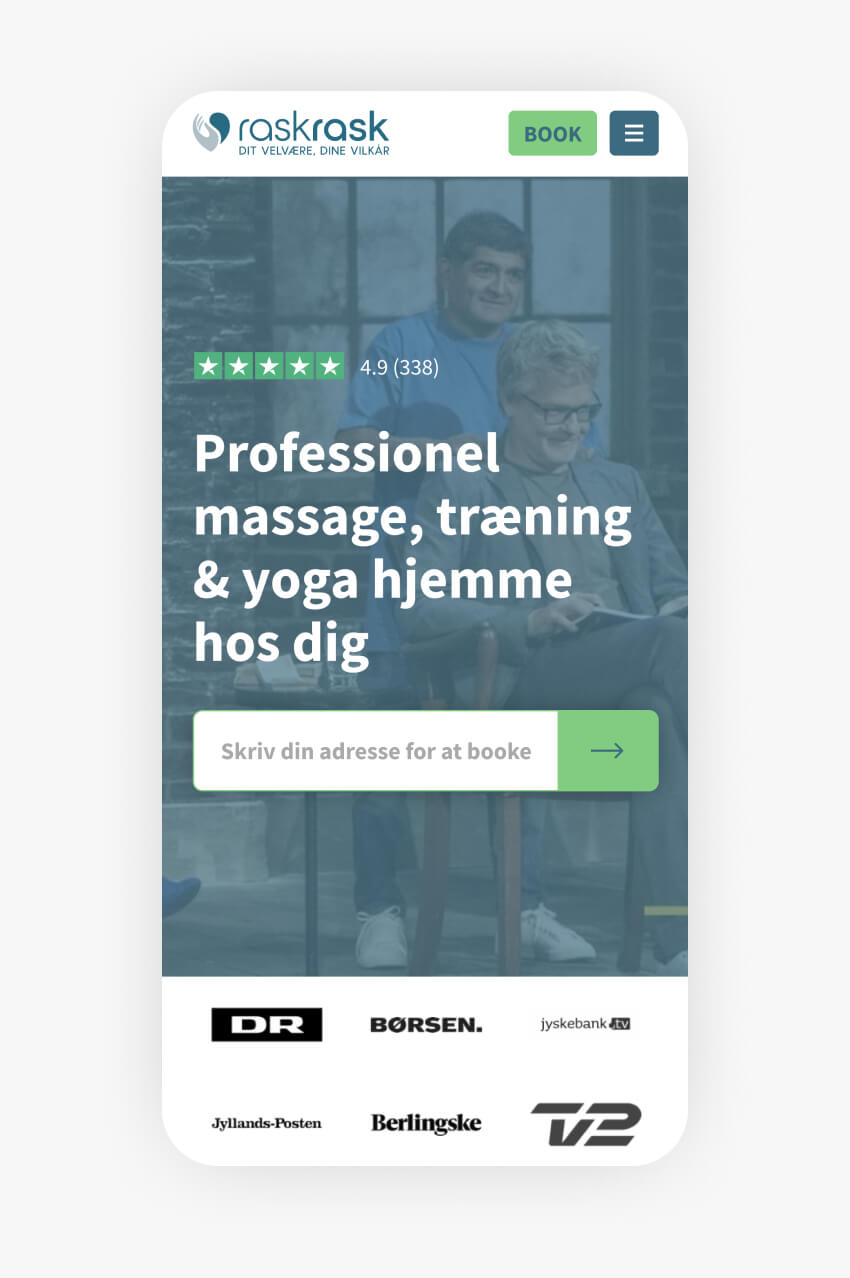 raskrask
DIT VELVÆRE, DINE VILKÅR
BOOK
4.9 (338)
Professionel
massage, træning
& yoga hjemme
hos dig
Skriv din adresse for at booke
DR
BØRSEN.
jyskebank.tv
Jyllands-Posten
Berlingske
TV2